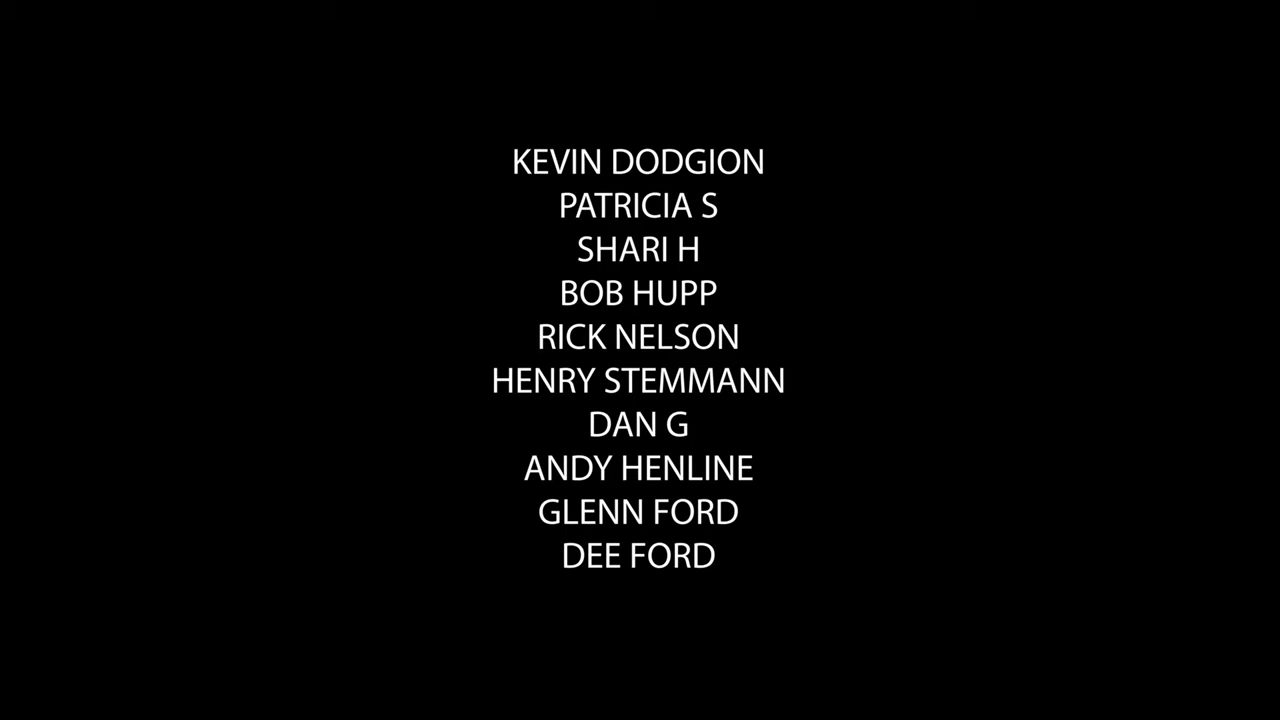 KEVIN DODGION
PATRICIA S
SHARI H
BOB HUPP
RICK NELSON
HENRY STEMMANN
DAN G
ANDY HENLINE
GLENN FORD
DEE FORD